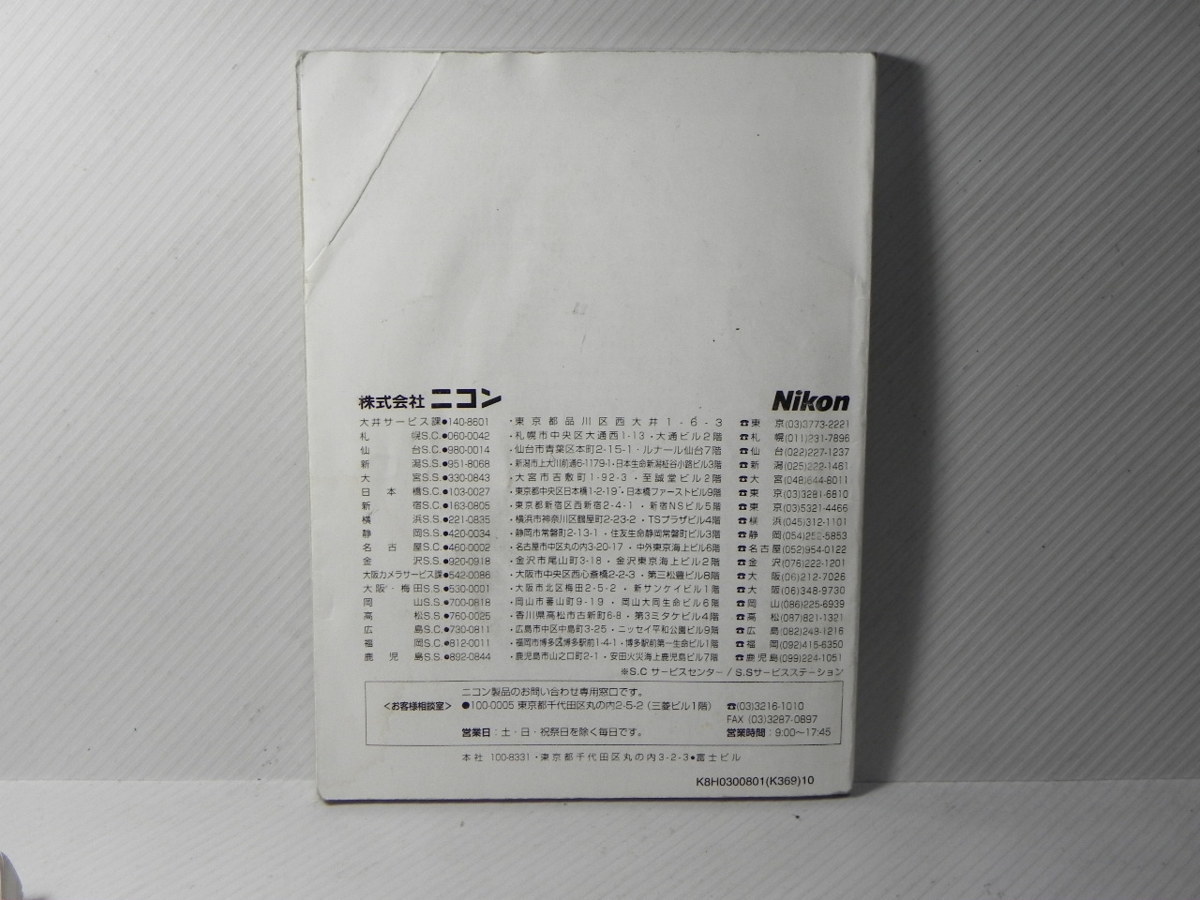 株式会社 ニコン Nikon
大井サービス課●140-8601 ・東京都品川区西大井1-6-3 ☎東 京(03)3773-2221
札 幌S.C.●060-0042 ・札幌市中央区大通西1-13・大通ビル2階 ☎札 幌(011)231-7896
仙 台S.C.●980-0014 ・仙台市青葉区本町2-15-1・ルナール仙台7階 ☎仙 台(022)227-1237
新 潟S.S.●951-8068 ・新潟市上大川前通6-1179-1・日本生命新潟柾谷小路ビル3階 ☎新 潟(025)222-1461
大 宮S.S.●330-0843 ・大宮市吉敷町1-92-3・至誠堂ビル2階 ☎大 宮(048)644-8011
日 本 橋S.C.●103-0027 ・東京都中央区日本橋1-2-19・日本橋ファーストビル9階 ☎東 京(03)3281-6810
新 宿S.C.●163-0805 ・東京都新宿区西新宿2-4-1・新宿NSビル5階 ☎東 京(03)5321-4466
横 浜S.S.●221-0835 ・横浜市神奈川区鶴屋町2-23-2・TSプラザビル4階 ☎横 浜(045)312-1101
静 岡S.S.●420-0034 ・静岡市常磐町2-13-1・住友生命静岡常磐町ビル3階 ☎静 岡(054)252-5853
名 古 屋S.C.●460-0002 ・名古屋市中区丸の内3-20-17・中外東京海上ビル6階 ☎名古屋(052)954-0122
金 沢S.S.●920-0918 ・金沢市尾山町3-18・金沢東京海上ビル2階 ☎金 沢(076)222-1201
大阪カメラサービス課●542-0086 ・大阪市中央区西心斎橋2-2-3・第三松豊ビル8階 ☎大 阪(06)212-7026
大阪・梅田S.S.●530-0001 ・大阪市北区梅田2-5-2・新サンケイビル1階 ☎大 阪(06)348-9730
岡 山S.S.●700-0818 ・岡山市蕃山町9-19・岡山大同生命ビル6階 ☎岡 山(086)225-6939
高 松S.S.●760-0025 ・香川県高松市古新町6-8・第3ミタケビル4階 ☎高 松(087)821-1321
広 島S.C.●730-0811 ・広島市中区中島町3-25・ニッセイ平和公園ビル9階 ☎広 島(082)248-1216
福 岡S.C.●812-0011 ・福岡市博多区博多駅前1-4-1・博多駅前第一生命ビル1階 ☎福 岡(092)415-6350
鹿 児 島S.S.●892-0844 ・鹿児島市山之口町2-1・安田火災海上鹿児島ビル7階 ☎鹿児島(099)224-1051
※S.C サービスセンター / S.Sサービスステーション
ニコン製品のお問い合わせ専用窓口です。
<お客様相談室> ●100-0005 東京都千代田区丸の内2-5-2（三菱ビル1階） ☎(03)3216-1010
FAX (03)3287-0897
営業日：土・日・祝祭日を除く毎日です。 営業時間：9:00～17:45
本社 100-8331・東京都千代田区丸の内3-2-3●富士ビル
K8H0300801(K369)10